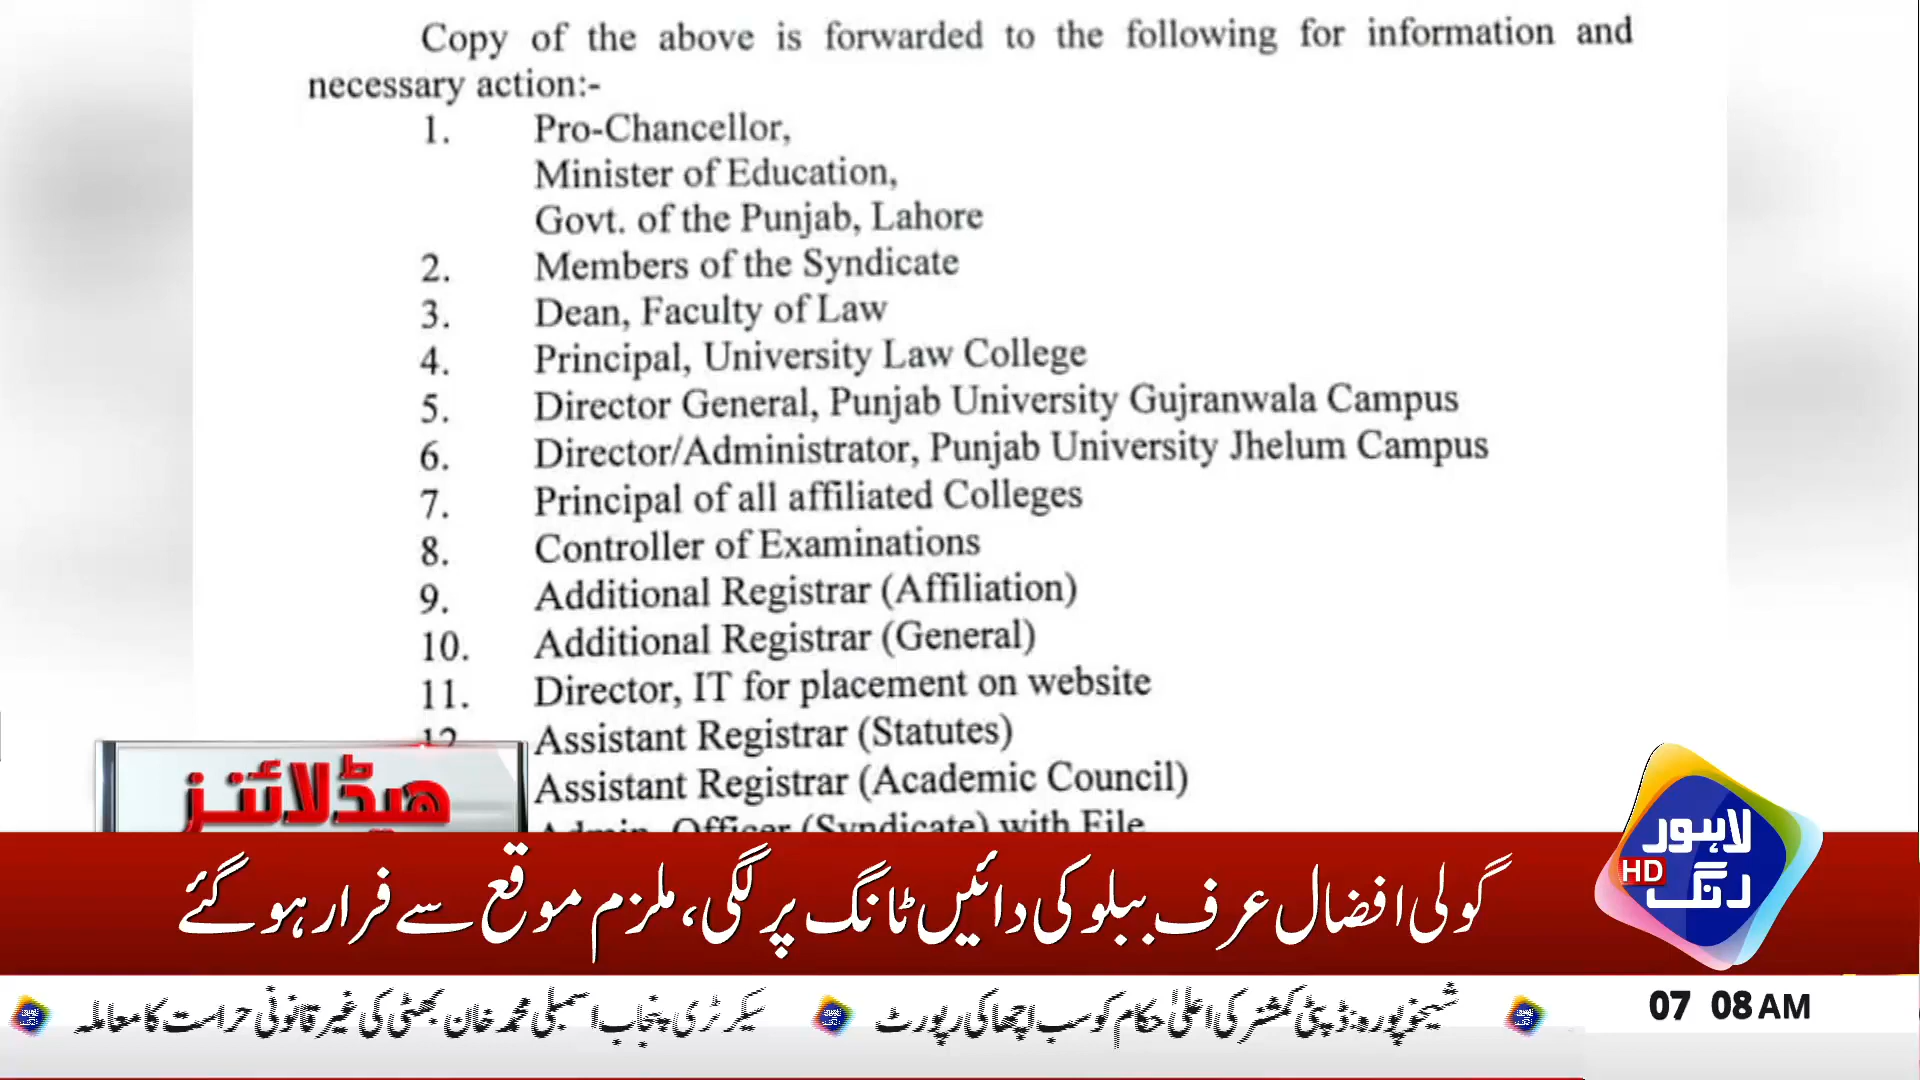 Copy of the above is forwarded to the following for information and
necessary action:-
1. Pro-Chancellor,
Minister of Education,
Govt. of the Punjab, Lahore
2. Members of the Syndicate
3. Dean, Faculty of Law
4. Principal, University Law College
5. Director General, Punjab University Gujranwala Campus
6. Director/Administrator, Punjab University Jhelum Campus
7. Principal of all affiliated Colleges
8. Controller of Examinations
9. Additional Registrar (Affiliation)
10. Additional Registrar (General)
11. Director, IT for placement on website
12 Assistant Registrar (Statutes)
Assistant Registrar (Academic Council)
Admin. Officer (Syndicate) with File
ہیڈلائنز
لاہور
رنگ
HD
گولی افضال عرف ببلو کی دائیں ٹانگ پر لگی، ملزم موقع سے فرار ہو گئے
شیخوپورہ: ڈپٹی کمشنر کی اعلیٰ حکام کو سب اچھا کی رپورٹ
سیکرٹری پنجاب اسمبلی محمد خان بھٹی کی غیر قانونی حراست کا معاملہ
07 08 AM